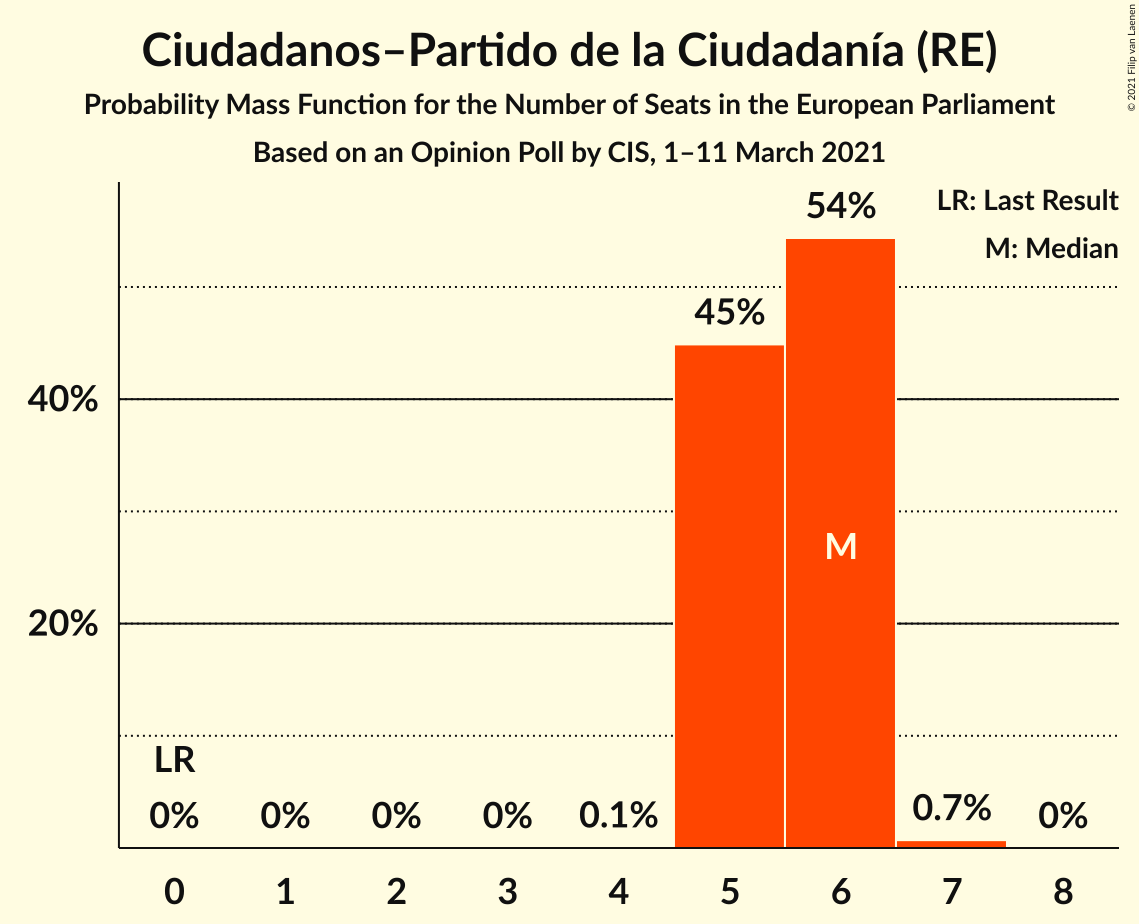 Ciudadanos–Partido de la Ciudadanía (RE)
Probability Mass Function for the Number of Seats in the European Parliament
Based on an Opinion Poll by CIS, 1–11 March 2021
© 2021 Filip van Laenen
LR: Last Result
M: Median
54%
45%
40%
M
20%
LR
0% 0% 0% 0% 0.1% 0.7% 0%
0 1 2 3 4 5 6 7 8